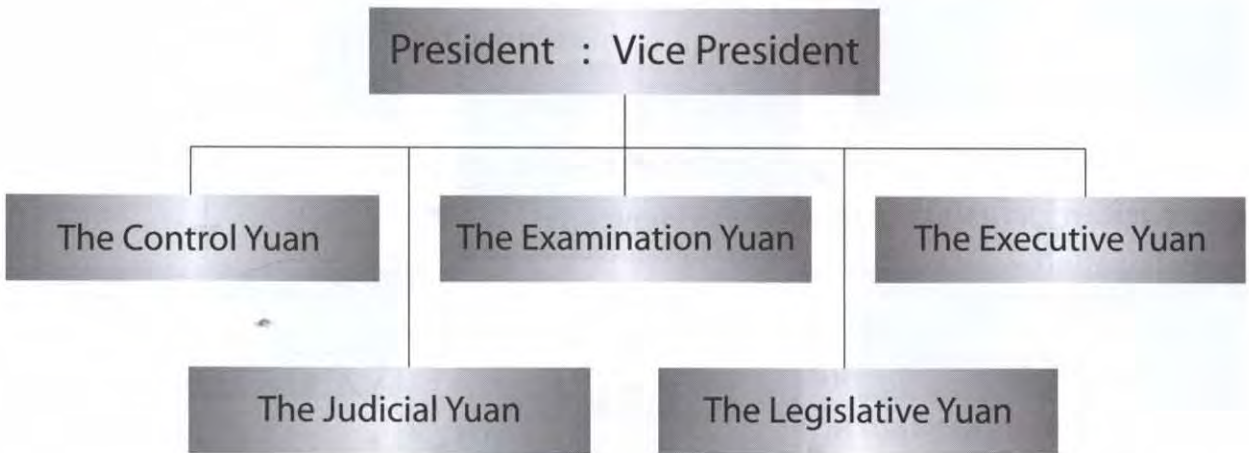 President : Vice President
The Control Yuan
The Examination Yuan
The Executive Yuan
The Judicial Yuan
The Legislative Yuan